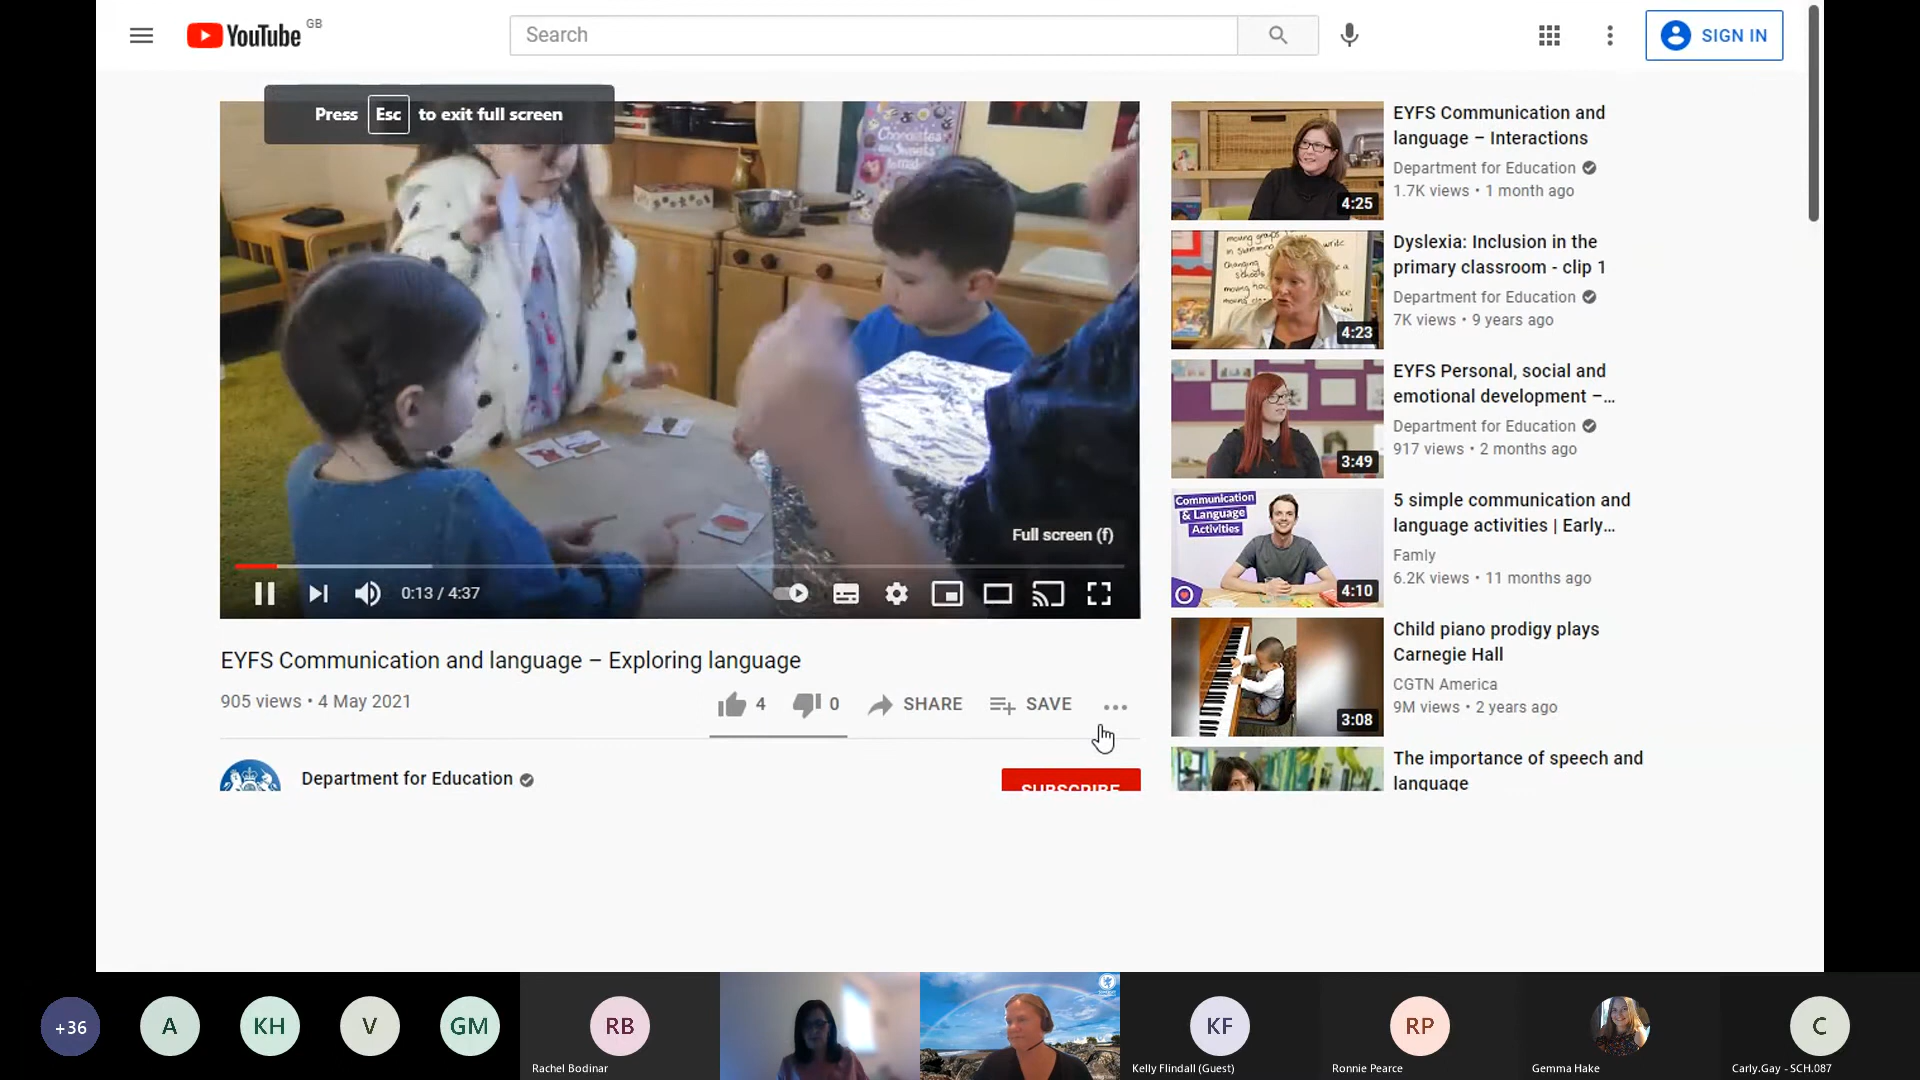 YouTube GB
Search
SIGN IN
Press Esc to exit full screen
Chocolates
and Sweets
Full screen (f)
0:13 / 4:37
EYFS Communication and language – Exploring language
905 views • 4 May 2021
4
0
SHARE
SAVE
Department for Education
SUBSCRIBE
4:25
EYFS Communication and
language – Interactions
Department for Education
1.7K views • 1 month ago
4:23
Dyslexia: Inclusion in the
primary classroom - clip 1
Department for Education
7K views • 9 years ago
3:49
EYFS Personal, social and
emotional development –...
Department for Education
917 views • 2 months ago
Communication
& Language
Activities
4:10
5 simple communication and
language activities | Early...
Famly
6.2K views • 11 months ago
3:08
Child piano prodigy plays
Carnegie Hall
CGTN America
9M views • 2 years ago
The importance of speech and
language
+36
A
KH
V
GM
RB
Rachel Bodinar
KF
Kelly Flindall (Guest)
RP
Ronnie Pearce
Gemma Hake
C
Carly.Gay - SCH.087